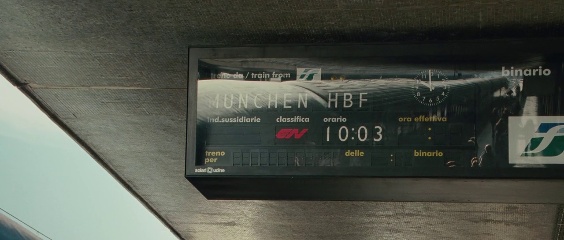 treno da / train from
binario
MUNCHEN HBF
ind.sussidiarie classifica orario ora effettiva
EN 10:03 :
treno per delle : binario
solari udine